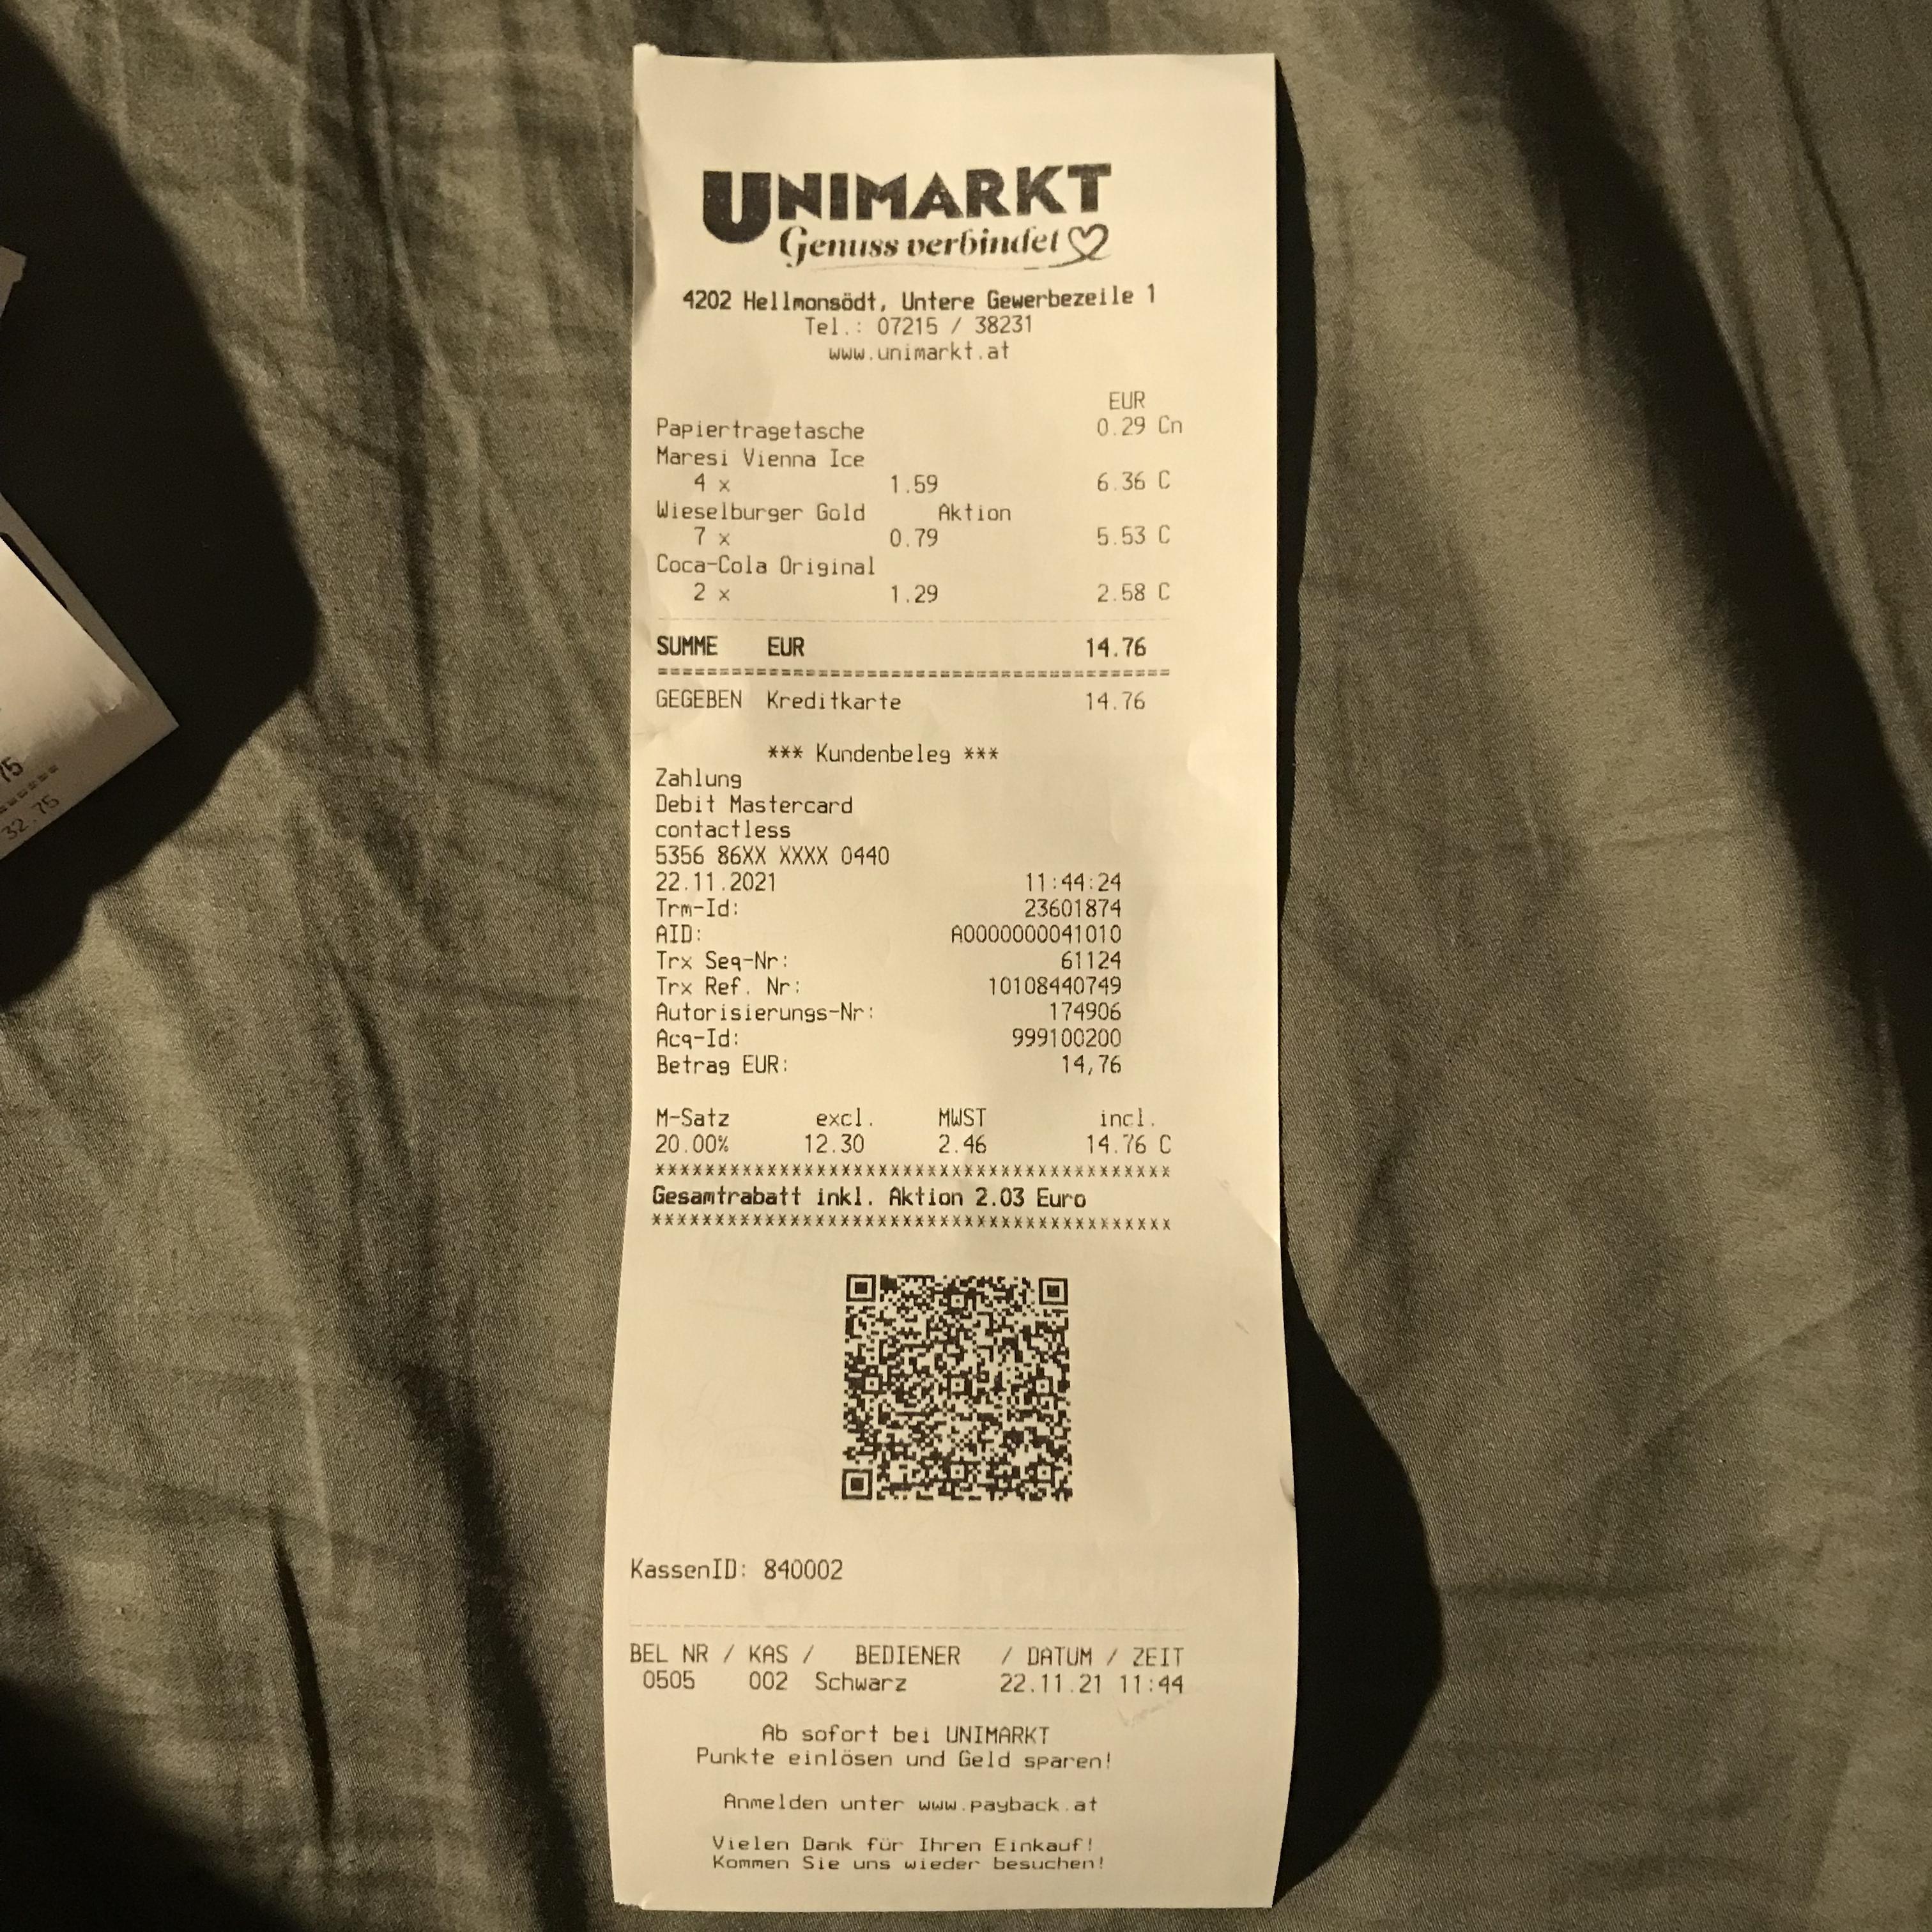 UNIMARKT
Genuss verbindet
4202 Hellmonsödt, Untere Gewerbezeile 1
Tel.: 07215 / 38231
www.unimarkt.at
EUR
Papiertragetasche 0.29 Cn
Maresi Vienna Ice
4 x 1.59 6.36 C
Wieselburger Gold Aktion
7 x 0.79 5.53 C
Coca-Cola Original
2 x 1.29 2.58 C
SUMME EUR 14.76
==========================================
GEGEBEN Kreditkarte 14.76
*** Kundenbeleg ***
Zahlung
Debit Mastercard
contactless
5356 86XX XXXX 0440
22.11.2021 11:44:24
Trm-Id: 23601874
AID: A0000000041010
Trx Seq-Nr: 61124
Trx Ref. Nr: 10108440749
Autorisierungs-Nr: 174906
Acq-Id: 999100200
Betrag EUR: 14,76
M-Satz excl. MWST incl.
20.00% 12.30 2.46 14.76 C
******************************************
Gesamtrabatt inkl. Aktion 2.03 Euro
******************************************
KassenID: 840002
BEL NR / KAS / BEDIENER / DATUM / ZEIT
0505 002 Schwarz 22.11.21 11:44
Ab sofort bei UNIMARKT
Punkte einlösen und Geld sparen!
Anmelden unter www.payback.at
Vielen Dank für Ihren Einkauf!
Kommen Sie uns wieder besuchen!
75
32.75